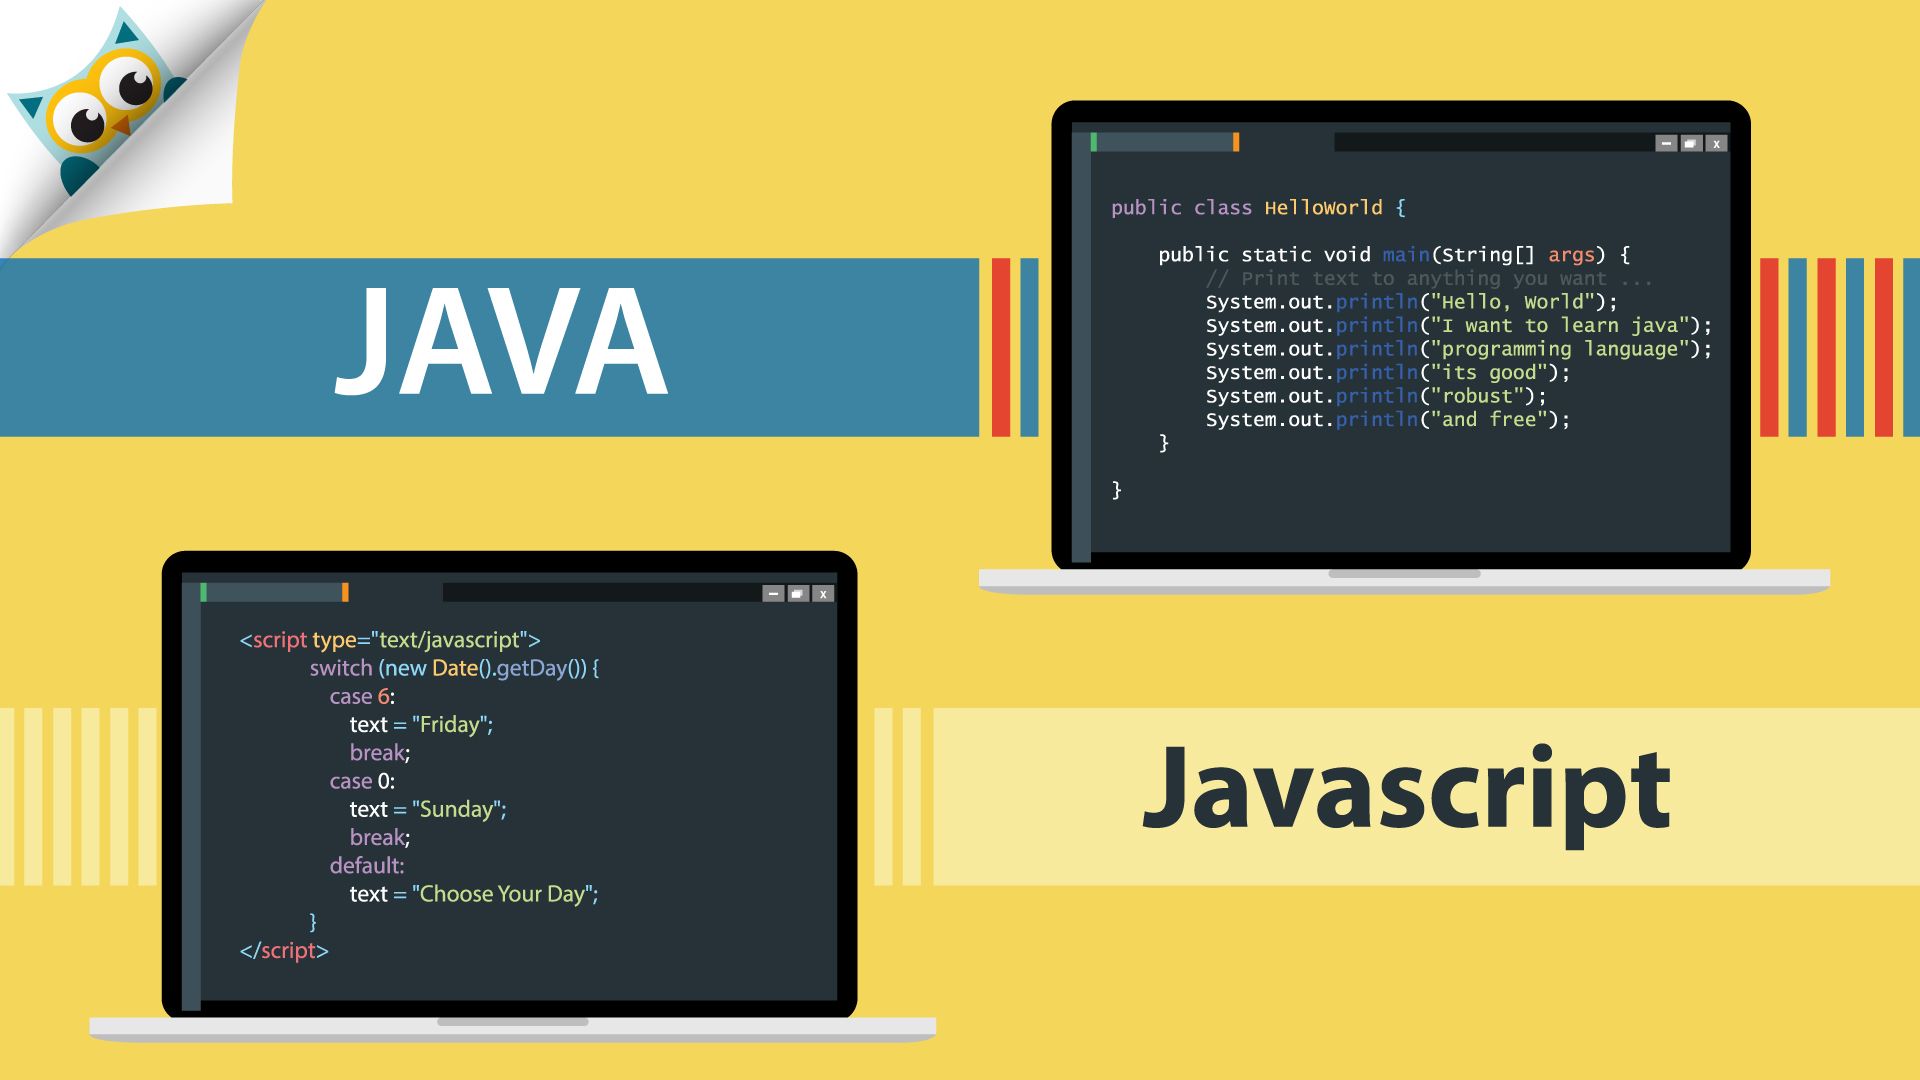 JAVA
public class HelloWorld {
public static void main(String[] args) {
// Print text to anything you want ...
System.out.println("Hello, World");
System.out.println("I want to learn java");
System.out.println("programming language");
System.out.println("its good");
System.out.println("robust");
System.out.println("and free");
}
}
<script type="text/javascript">
switch (new Date().getDay()) {
case 6:
text = "Friday";
break;
case 0:
text = "Sunday";
break;
default:
text = "Choose Your Day";
}
</script>
Javascript